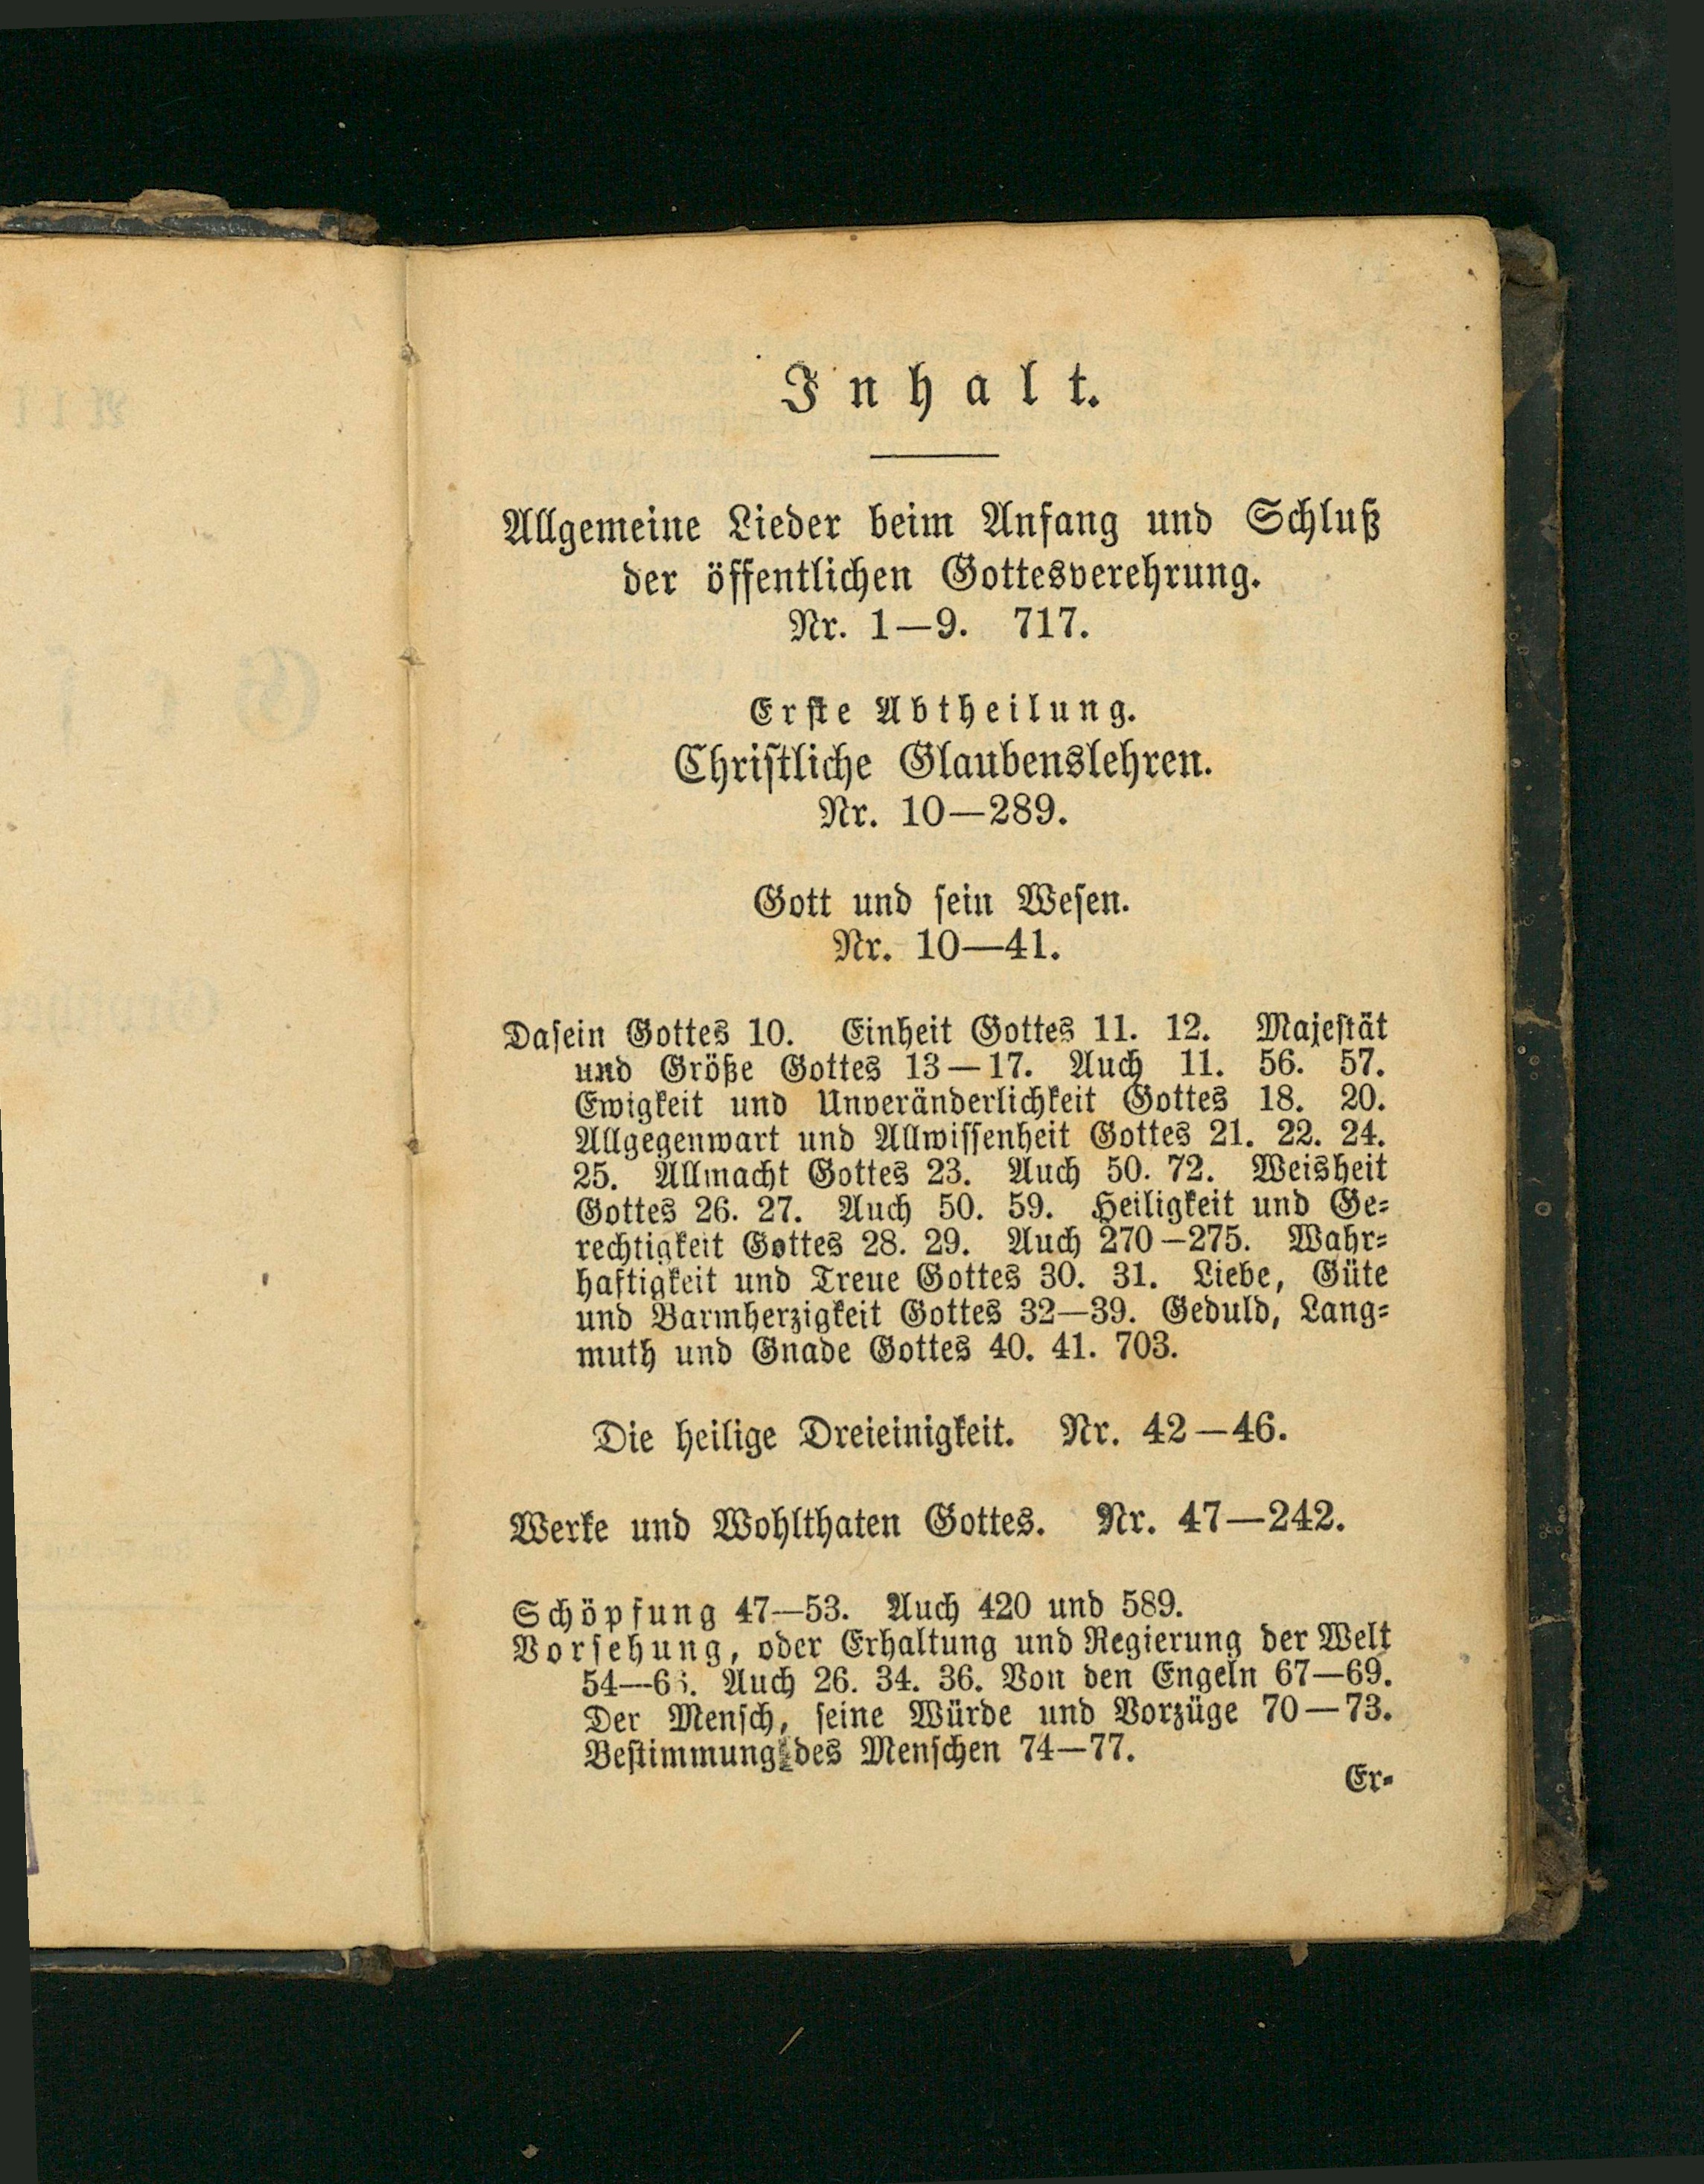 Inhalt.
Allgemeine Lieder beim Anfang und Schluß
der öffentlichen Gottesverehrung.
Nr. 1—9. 717.
Erste Abtheilung.
Christliche Glaubenslehren.
Nr. 10—289.
Gott und sein Wesen.
Nr. 10—41.
Dasein Gottes 10. Einheit Gottes 11. 12. Majestät
und Größe Gottes 13—17. Auch 11. 56. 57.
Ewigkeit und Unveränderlichkeit Gottes 18. 20.
Allgegenwart und Allwissenheit Gottes 21. 22. 24.
25. Allmacht Gottes 23. Auch 50. 72. Weisheit
Gottes 26. 27. Auch 50. 59. Heiligkeit und Ge-
rechtigkeit Gottes 28. 29. Auch 270—275. Wahr-
haftigkeit und Treue Gottes 30. 31. Liebe, Güte
und Barmherzigkeit Gottes 32—39. Geduld, Lang-
muth und Gnade Gottes 40. 41. 703.
Die heilige Dreieinigkeit. Nr. 42—46.
Werke und Wohlthaten Gottes. Nr. 47—242.
Schöpfung 47—53. Auch 420 und 589.
Vorsehung, oder Erhaltung und Regierung der Welt
Auch 26. 34. 36. Von den Engeln 67—69.
Der Mensch, seine Würde und Vorzüge 70—73.
Bestimmung des Menschen 74—77.
Er-